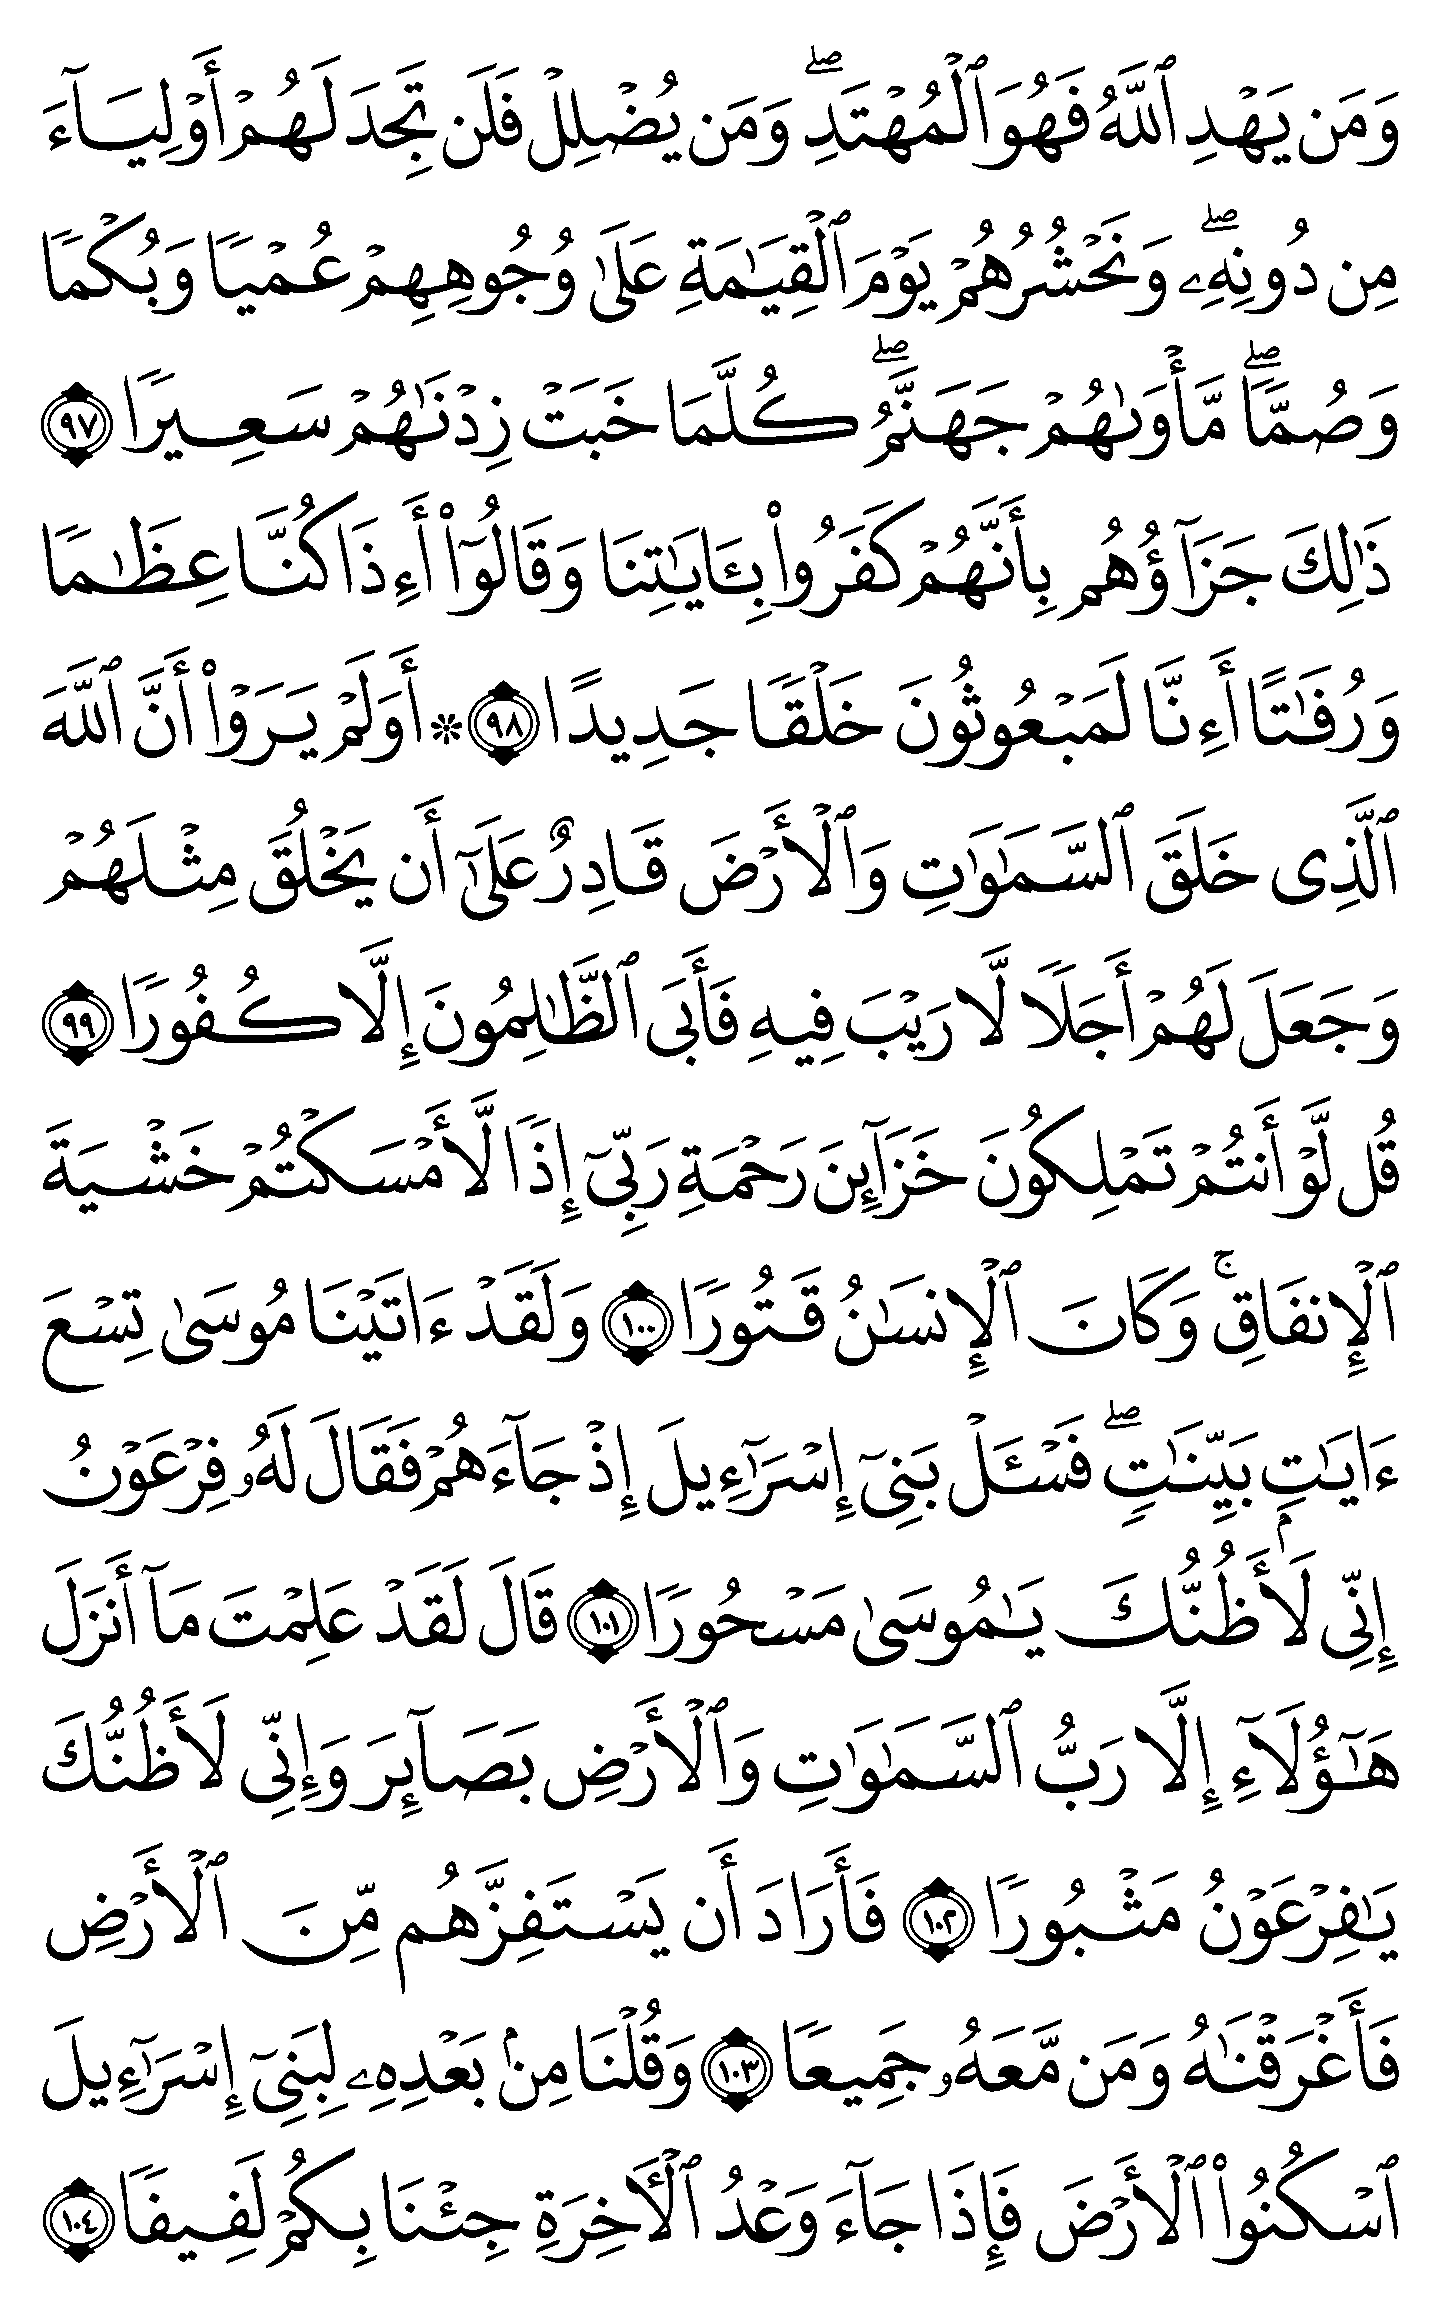 وَمَن يَهۡدِ ٱللَّهُ فَهُوَ ٱلۡمُهۡتَدِۖ وَمَن يُضۡلِلۡ فَلَن تَجِدَ لَهُمۡ أَوۡلِيَآءَ
مِن دُونِهِۦۖ وَنَحۡشُرُهُمۡ يَوۡمَ ٱلۡقِيَٰمَةِ عَلَىٰ وُجُوهِهِمۡ عُمۡيٗا وَبُكۡمٗا
وَصُمّٗاۖ مَّأۡوَىٰهُمۡ جَهَنَّمُۖ كُلَّمَا خَبَتۡ زِدۡنَٰهُمۡ سَعِيرٗا ٩٧
ذَٰلِكَ جَزَآؤُهُم بِأَنَّهُمۡ كَفَرُواْ بِـَٔايَٰتِنَا وَقَالُوٓاْ أَءِذَا كُنَّا عِظَٰمٗا
وَرُفَٰتًا أَءِنَّا لَمَبۡعُوثُونَ خَلۡقٗا جَدِيدًا ٩٨ ۞ أَوَلَمۡ يَرَوۡاْ أَنَّ ٱللَّهَ
ٱلَّذِي خَلَقَ ٱلسَّمَٰوَٰتِ وَٱلۡأَرۡضَ قَادِرٌ عَلَىٰٓ أَن يَخۡلُقَ مِثۡلَهُمۡ
وَجَعَلَ لَهُمۡ أَجَلٗا لَّا رَيۡبَ فِيهِ فَأَبَى ٱلظَّٰلِمُونَ إِلَّا كُفُورٗا ٩٩
قُل لَّوۡ أَنتُمۡ تَمۡلِكُونَ خَزَآئِنَ رَحۡمَةِ رَبِّيٓ إِذٗا لَّأَمۡسَكۡتُمۡ خَشۡيَةَ
ٱلۡإِنفَاقِۚ وَكَانَ ٱلۡإِنسَٰنُ قَتُورٗا ١٠٠ وَلَقَدۡ ءَاتَيۡنَا مُوسَىٰ تِسۡعَ
ءَايَٰتِۭ بَيِّنَٰتٖۖ فَسۡـَٔلۡ بَنِيٓ إِسۡرَٰٓءِيلَ إِذۡ جَآءَهُمۡ فَقَالَ لَهُۥ فِرۡعَوۡنُ
إِنِّي لَأَظُنُّكَ يَٰمُوسَىٰ مَسۡحُورٗا ١٠١ قَالَ لَقَدۡ عَلِمۡتَ مَآ أَنزَلَ
هَٰٓؤُلَآءِ إِلَّا رَبُّ ٱلسَّمَٰوَٰتِ وَٱلۡأَرۡضِ بَصَآئِرَ وَإِنِّي لَأَظُنُّكَ
يَٰفِرۡعَوۡنُ مَثۡبُورٗا ١٠٢ فَأَرَادَ أَن يَسۡتَفِزَّهُم مِّنَ ٱلۡأَرۡضِ
فَأَغۡرَقۡنَٰهُ وَمَن مَّعَهُۥ جَمِيعٗا ١٠٣ وَقُلۡنَا مِنۢ بَعۡدِهِۦ لِبَنِيٓ إِسۡرَٰٓءِيلَ
ٱسۡكُنُواْ ٱلۡأَرۡضَ فَإِذَا جَآءَ وَعۡدُ ٱلۡأٓخِرَةِ جِئۡنَا بِكُمۡ لَفِيفٗا ١٠٤